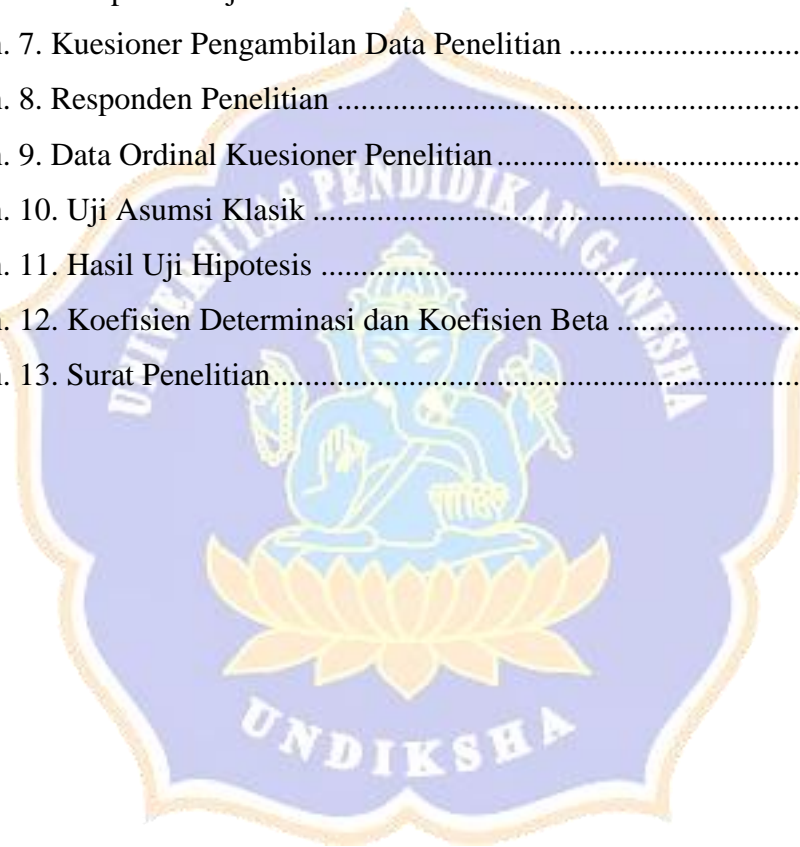 n. 7. Kuesioner Pengambilan Data Penelitian ............................
n. 8. Responden Penelitian .........................................................
n. 9. Data Ordinal Kuesioner Penelitian ......................................
n. 10. Uji Asumsi Klasik ............................................................
n. 11. Hasil Uji Hipotesis ...........................................................
n. 12. Koefisien Determinasi dan Koefisien Beta .......................
n. 13. Surat Penelitian.................................................................
UNIVERSITAS PENDIDIKAN GANESHA
UNDIKSHA